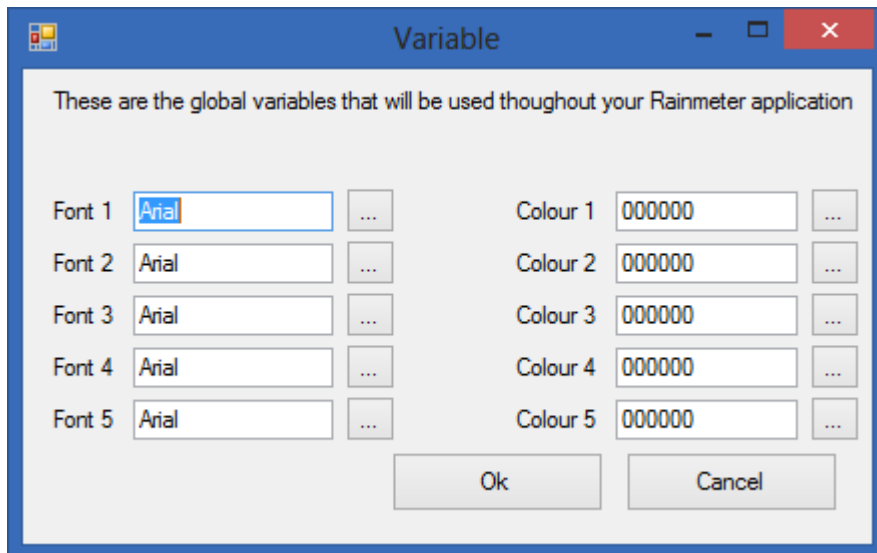 Variable
These are the global variables that will be used thoughout your Rainmeter application
Font 1 Arial ... Colour 1 000000 ...
Font 2 Arial ... Colour 2 000000 ...
Font 3 Arial ... Colour 3 000000 ...
Font 4 Arial ... Colour 4 000000 ...
Font 5 Arial ... Colour 5 000000 ...
Ok Cancel